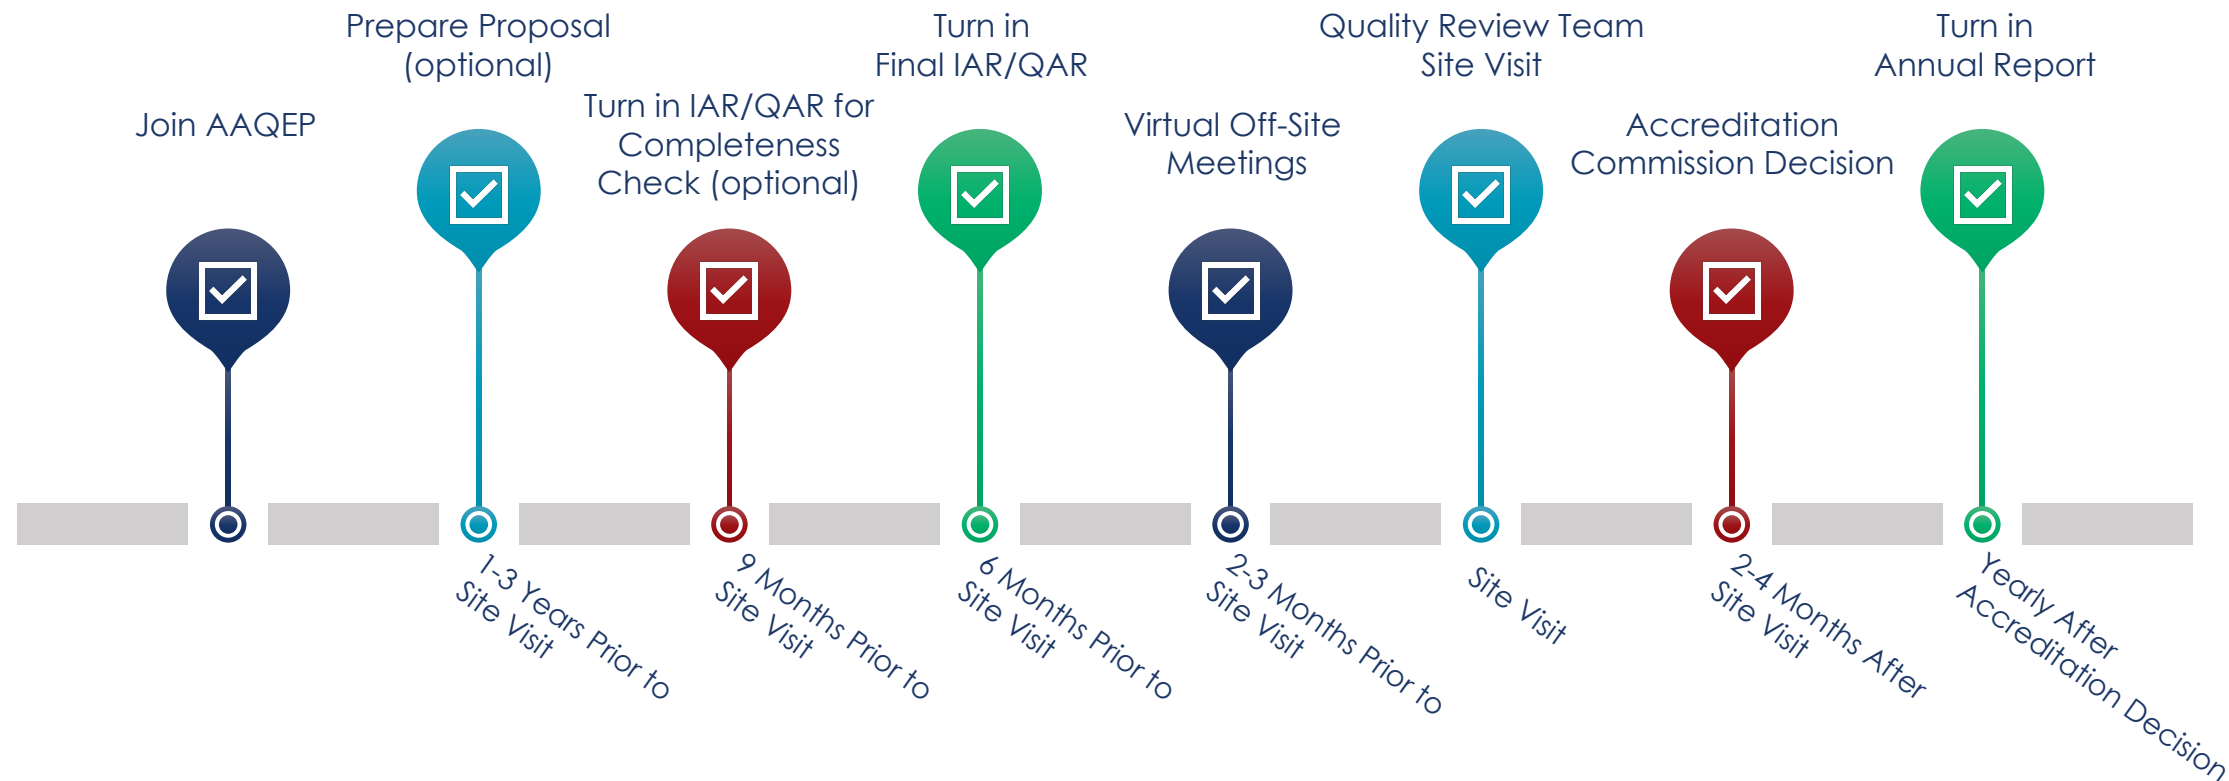 Join AAQEP
Prepare Proposal
(optional)
1-3 Years Prior to
Site Visit
Turn in IAR/QAR for
Completeness
Check (optional)
9 Months Prior to
Site Visit
Turn in
Final IAR/QAR
6 Months Prior to
Site Visit
Virtual Off-Site
Meetings
2-3 Months Prior to
Site Visit
Quality Review Team
Site Visit
Site Visit
Accreditation
Commission Decision
2-4 Months After
Site Visit
Turn in
Annual Report
Yearly After
Accreditation Decision